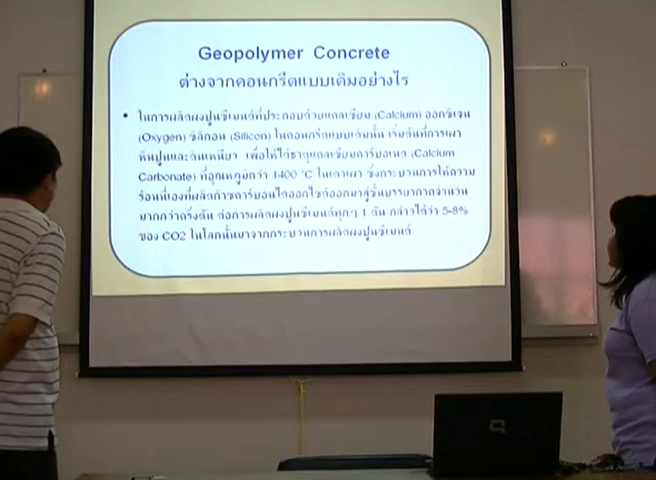 Geopolymer Concrete
ต่างจากคอนกรีตแบบเดิมอย่างไร
• ในการผลิตผงปูนซีเมนต์ที่ประกอบด้วยแคลเซียม (Calcium) ออกซิเจน
(Oxygen) ซิลิกอน (Silicon) ในคอนกรีตแบบเดิมนั้น เริ่มต้นที่การเผา
หินปูนและดินเหนียว เพื่อให้ได้ธาตุแคลเซียมคาร์บอเนต (Calcium
Carbonate) ที่อุณหภูมิกว่า 1400 °C ในเตาเผา ซึ่งกระบวนการให้ความ
ร้อนนี่เองที่ผลิตก๊าซคาร์บอนไดออกไซด์ออกมาสู่ชั้นบรรยากาศจำนวน
มากกว่าครึ่งตัน ต่อการผลิตผงปูนซีเมนต์ทุกๆ 1 ตัน กล่าวได้ว่า 5-8%
ของ CO2 ในโลกนั้นมาจากกระบวนการผลิตผงปูนซีเมนต์